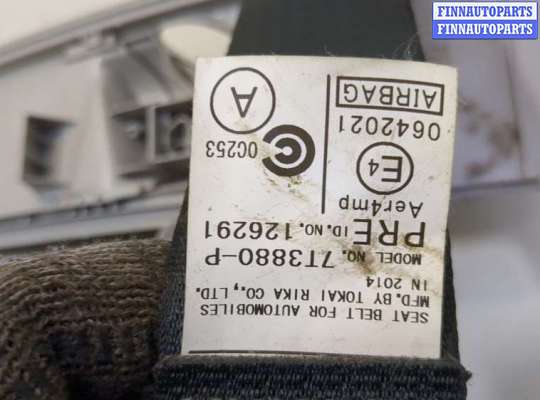 FINNAUTOPARTS
FINNAUTOPARTS
SEAT BELT FOR AUTOMOBILES
MFD. BY TOKAI RIKA CO., LTD.
IN 2014
MODEL NO. 7T3880-P
PRE ID.NO. 126291
Aer4mp
E4
0642021
AIRBAG
0C253
A